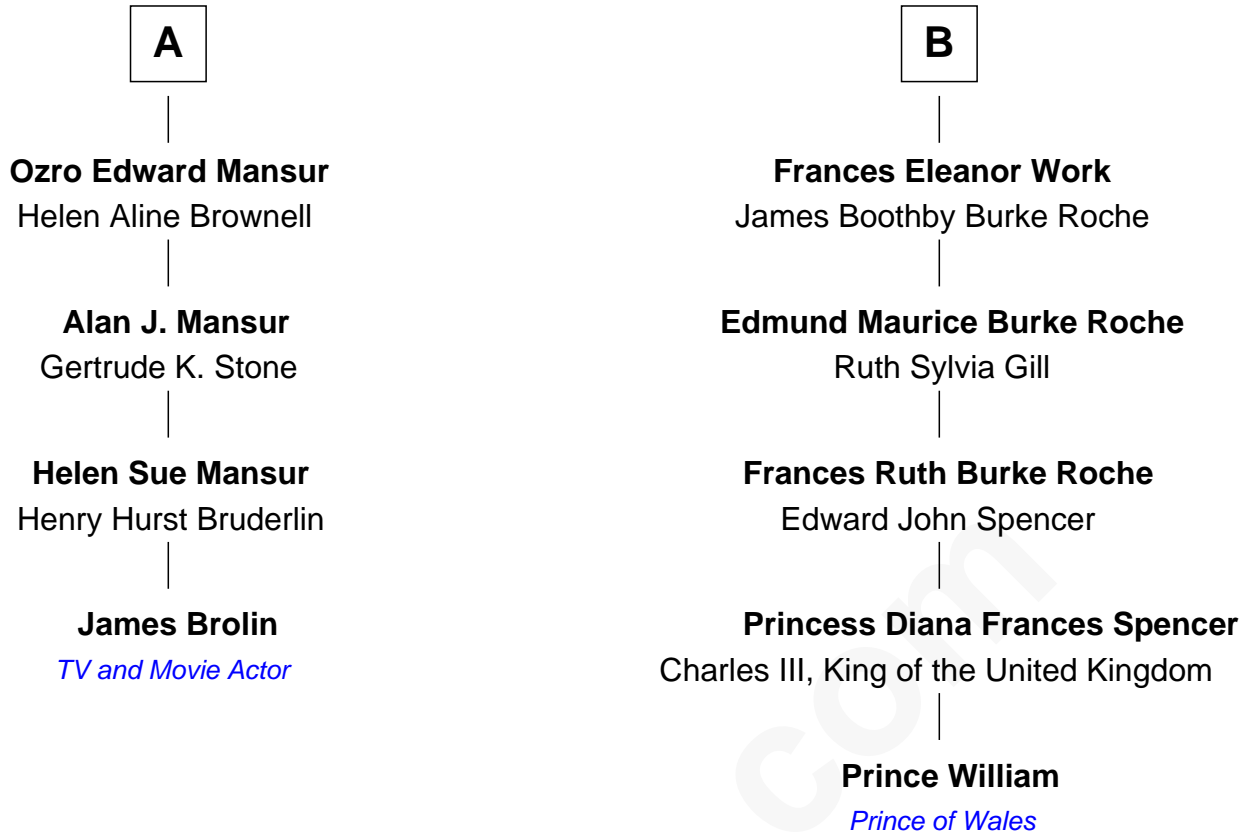 A
Ozro Edward Mansur
Helen Aline Brownell
Alan J. Mansur
Gertrude K. Stone
Helen Sue Mansur
Henry Hurst Bruderlin
James Brolin
TV and Movie Actor
B
Frances Eleanor Work
James Boothby Burke Roche
Edmund Maurice Burke Roche
Ruth Sylvia Gill
Frances Ruth Burke Roche
Edward John Spencer
Princess Diana Frances Spencer
Charles III, King of the United Kingdom
Prince William
Prince of Wales
com